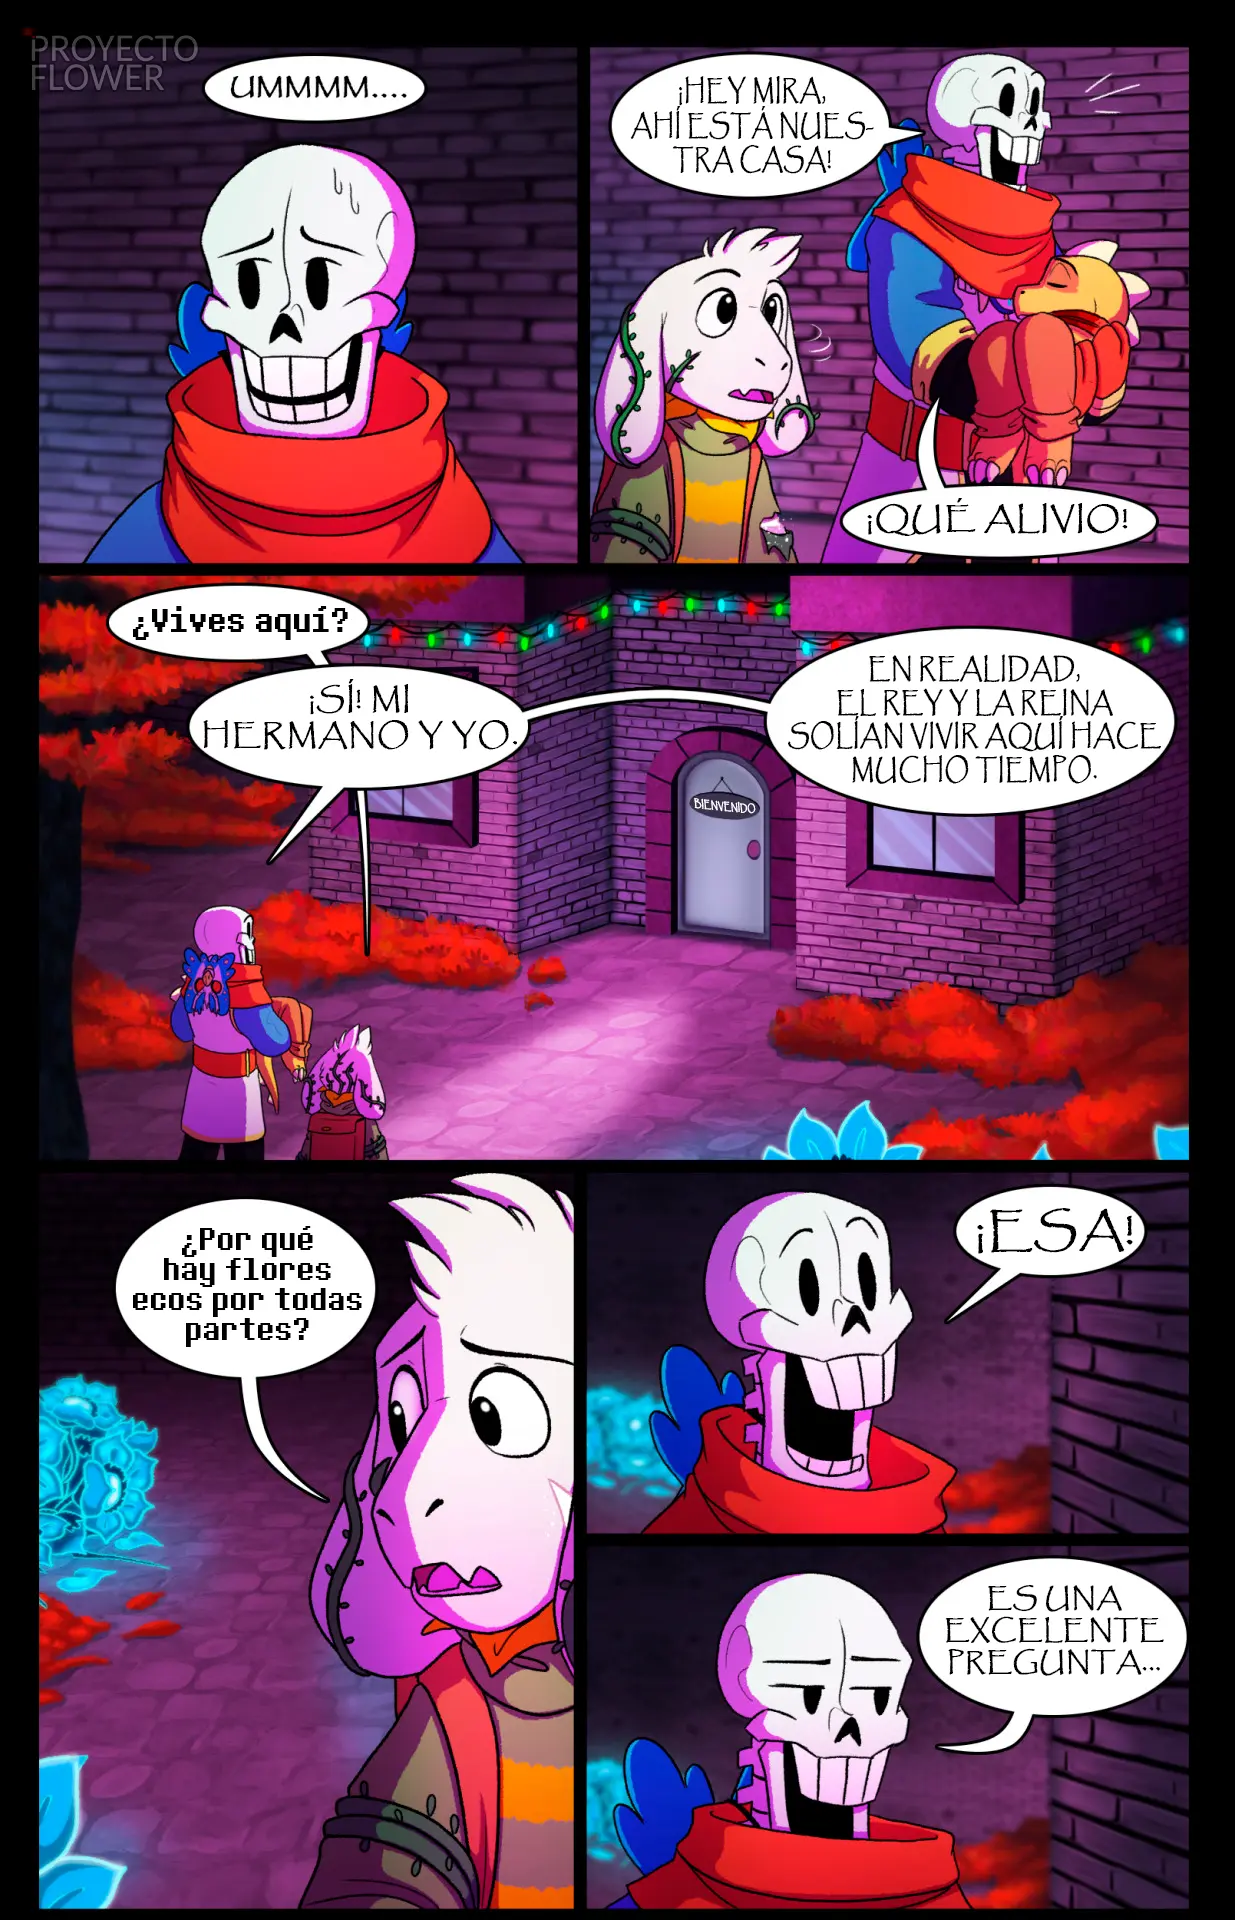 PROYECTO
FLOWER
UMMMM....
¡HEY MIRA,
AHÍ ESTÁ NUES-
TRA CASA!
¡QUÉ ALIVIO!
¿Vives aquí?
¡SÍ! MI
HERMANO Y YO.
EN REALIDAD,
EL REY Y LA REINA
SOLÍAN VIVIR AQUÍ HACE
MUCHO TIEMPO.
BIENVENIDO
¿Por qué
hay flores
ecos por todas
partes?
¡ESA!
ES UNA
EXCELENTE
PREGUNTA...